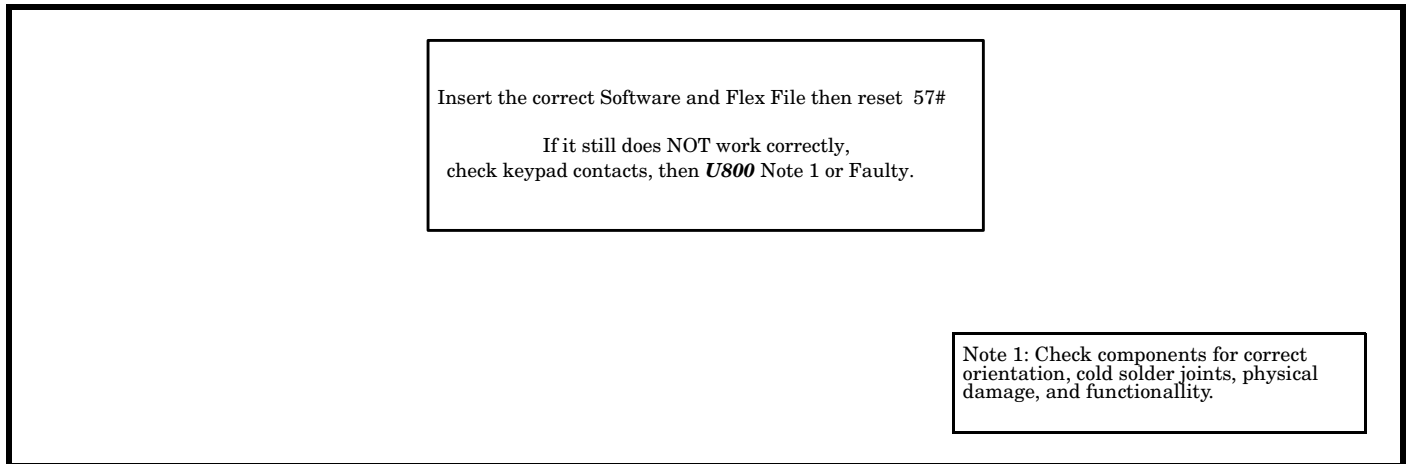 Insert the correct Software and Flex File then reset 57#
If it still does NOT work correctly,
check keypad contacts, then U800 Note 1 or Faulty.
Note 1: Check components for correct
orientation, cold solder joints, physical
damage, and functionallity.